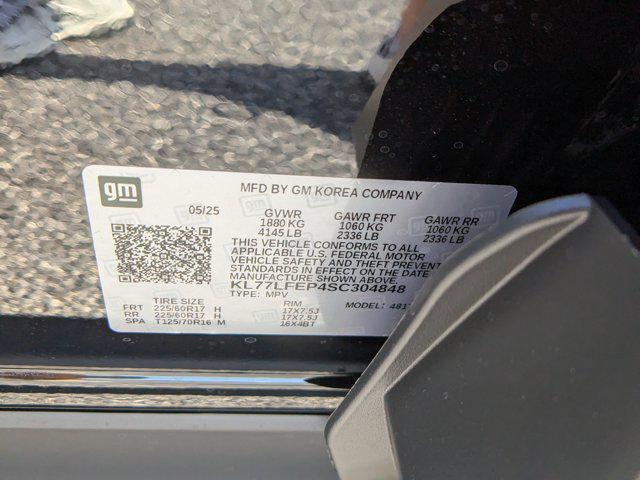 gm
MFD BY GM KOREA COMPANY
05/25 GVWR GAWR FRT GAWR RR
1880 KG 1060 KG 1060 KG
4145 LB 2336 LB 2336 LB
THIS VEHICLE CONFORMS TO ALL
APPLICABLE U.S. FEDERAL MOTOR
VEHICLE SAFETY AND THEFT PREVENT
STANDARDS IN EFFECT ON THE DATE
MANUFACTURE SHOWN ABOVE.
KL77LFEP4SC304848
TYPE: MPV MODEL: 481
TIRE SIZE RIM
FRT 225/60R17 H 17X7.5J
RR 225/60R17 H 17X7.5J
SPA T125/70R16 M 16X4BT